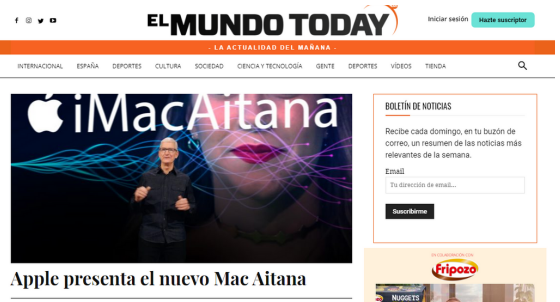 EL MUNDO TODAY
Iniciar sesión
Hazte suscriptor
- LA ACTUALIDAD DEL MAÑANA -
INTERNACIONAL ESPAÑA DEPORTES CULTURA SOCIEDAD CIENCIA Y TECNOLOGÍA GENTE DEPORTES VÍDEOS TIENDA
iMacAitana
Apple presenta el nuevo Mac Aitana
BOLETÍN DE NOTICIAS
Recibe cada domingo, en tu buzón de
correo, un resumen de las noticias más
relevantes de la semana.
Email
Tu dirección de email...
Suscribirme
EN COLABORACIÓN CON
Fripozo
NUGGETS